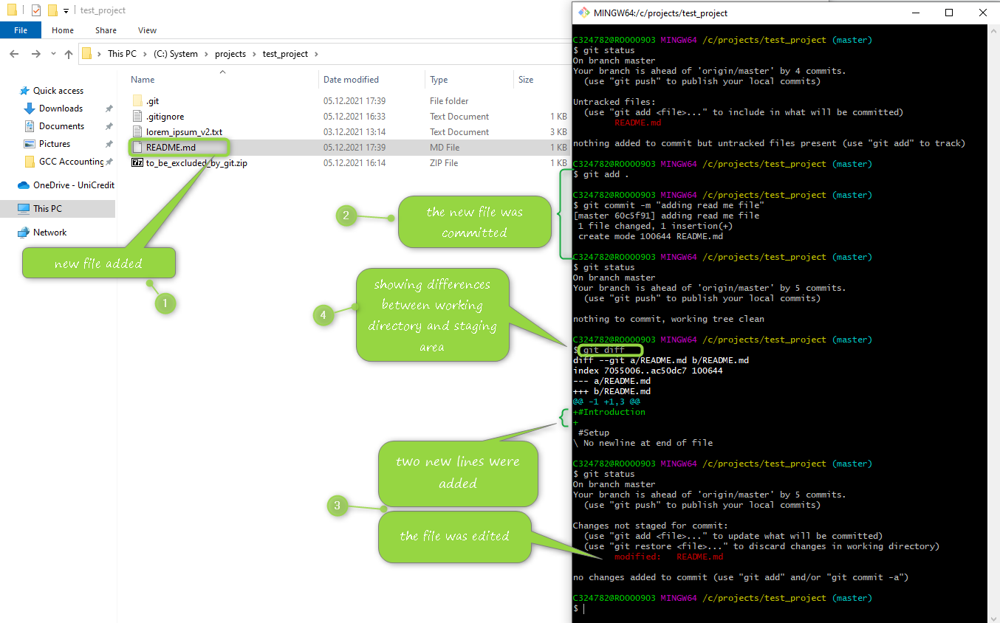 test_project
File Home Share View
This PC > (C:) System > projects > test_project >
Name Date modified Type Size
Quick access
Downloads
Documents
Pictures
GCC Accounting
OneDrive - UniCredit
This PC
Network
.git 05.12.2021 17:39 File folder
.gitignore 05.12.2021 16:33 Text Document 1 KB
lorem_ipsum_v2.txt 03.12.2021 13:14 Text Document 3 KB
README.md 05.12.2021 17:39 MD File 1 KB
to_be_excluded_by_git.zip 05.12.2021 16:14 ZIP File 1 KB
new file added
1
2
the new file was
committed
4
showing differences
between working
directory and staging
area
two new lines were
added
3
the file was edited
MINGW64:/c/projects/test_project
C324782@ROOO09O3 MINGW64 /c/projects/test_project (master)
$ git status
On branch master
Your branch is ahead of 'origin/master' by 4 commits.
(use "git push" to publish your local commits)
Untracked files:
(use "git add <file>..." to include in what will be committed)
README.md
nothing added to commit but untracked files present (use "git add" to track)
C324782@ROOO09O3 MINGW64 /c/projects/test_project (master)
$ git add .
C324782@ROOO09O3 MINGW64 /c/projects/test_project (master)
$ git commit -m "adding read me file"
[master 60c5f91] adding read me file
1 file changed, 1 insertion(+)
create mode 100644 README.md
C324782@ROOO09O3 MINGW64 /c/projects/test_project (master)
$ git status
On branch master
Your branch is ahead of 'origin/master' by 5 commits.
(use "git push" to publish your local commits)
nothing to commit, working tree clean
C324782@ROOO09O3 MINGW64 /c/projects/test_project (master)
$ git diff
diff --git a/README.md b/README.md
index 7055006..ac50dc7 100644
--- a/README.md
+++ b/README.md
@@ -1 +1,3 @@
+#Introduction
+
#Setup
\ No newline at end of file
C324782@ROOO09O3 MINGW64 /c/projects/test_project (master)
$ git status
On branch master
Your branch is ahead of 'origin/master' by 5 commits.
(use "git push" to publish your local commits)
Changes not staged for commit:
(use "git add <file>..." to update what will be committed)
(use "git restore <file>..." to discard changes in working directory)
modified: README.md
no changes added to commit (use "git add" and/or "git commit -a")
C324782@ROOO09O3 MINGW64 /c/projects/test_project (master)
$